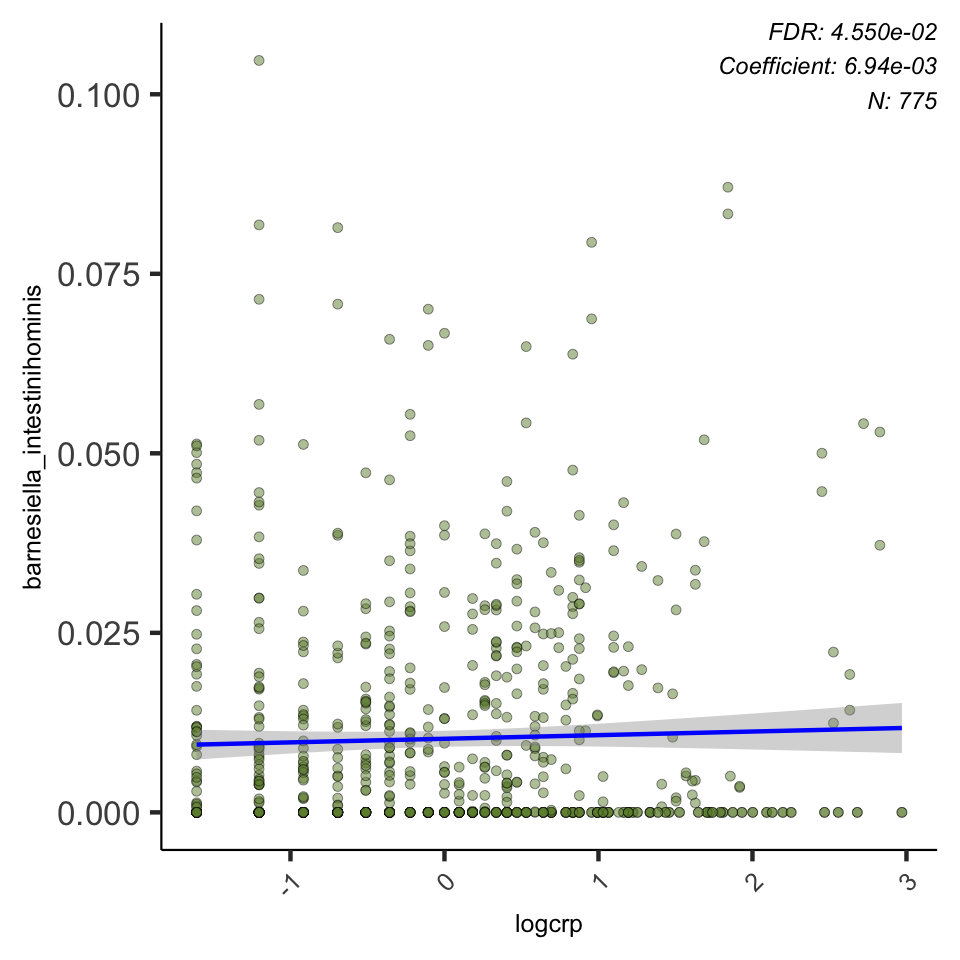 FDR: 4.550e-02
Coefficient: 6.94e-03
N: 775
barnesiella_intestinihominis
0.100
0.075
0.050
0.025
0.000
-1
0
1
2
3
logcrp